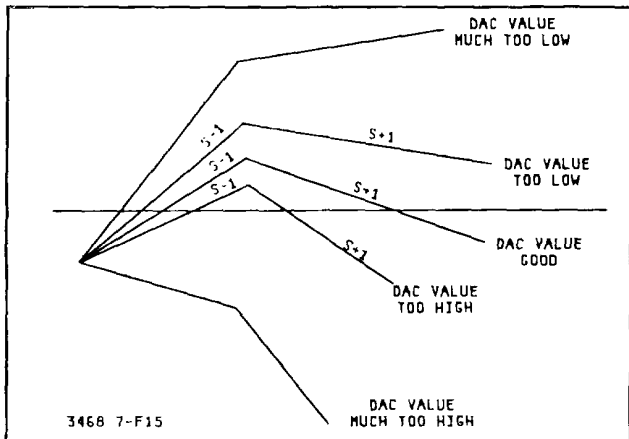 DAC VALUE
MUCH TOO LOW
S-1
S+1
DAC VALUE
TOO LOW
S-1
S+1
S-1
DAC VALUE
GOOD
S+1
DAC VALUE
TOO HIGH
DAC VALUE
MUCH TOO HIGH
3468 7-F15